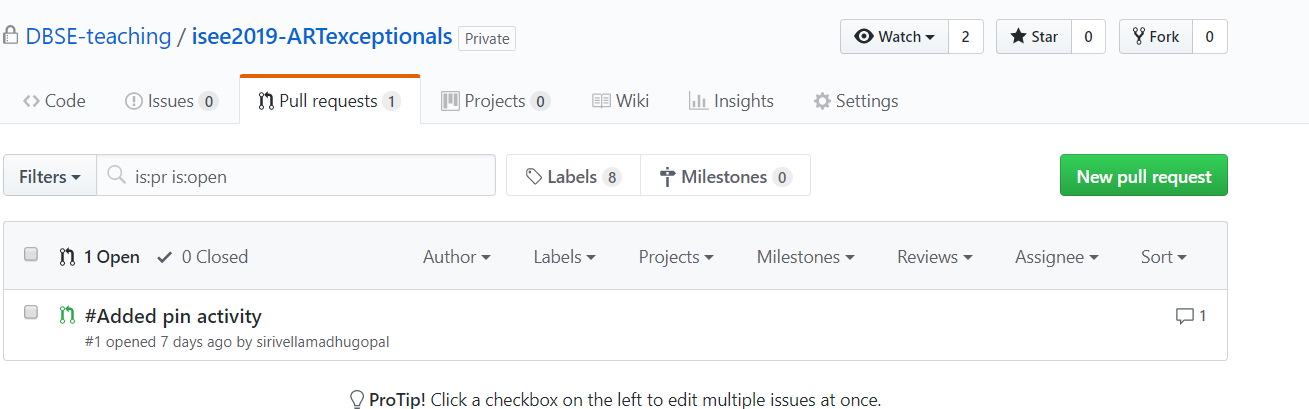 DBSE-teaching / isee2019-ARTexceptionals Private Watch 2 Star 0 Fork 0
Code Issues 0 Pull requests 1 Projects 0 Wiki Insights Settings
Filters is:pr is:open Labels 8 Milestones 0 New pull request
1 Open 0 Closed Author Labels Projects Milestones Reviews Assignee Sort
#Added pin activity 1
#1 opened 7 days ago by sirivellamadhugopal
ProTip! Click a checkbox on the left to edit multiple issues at once.